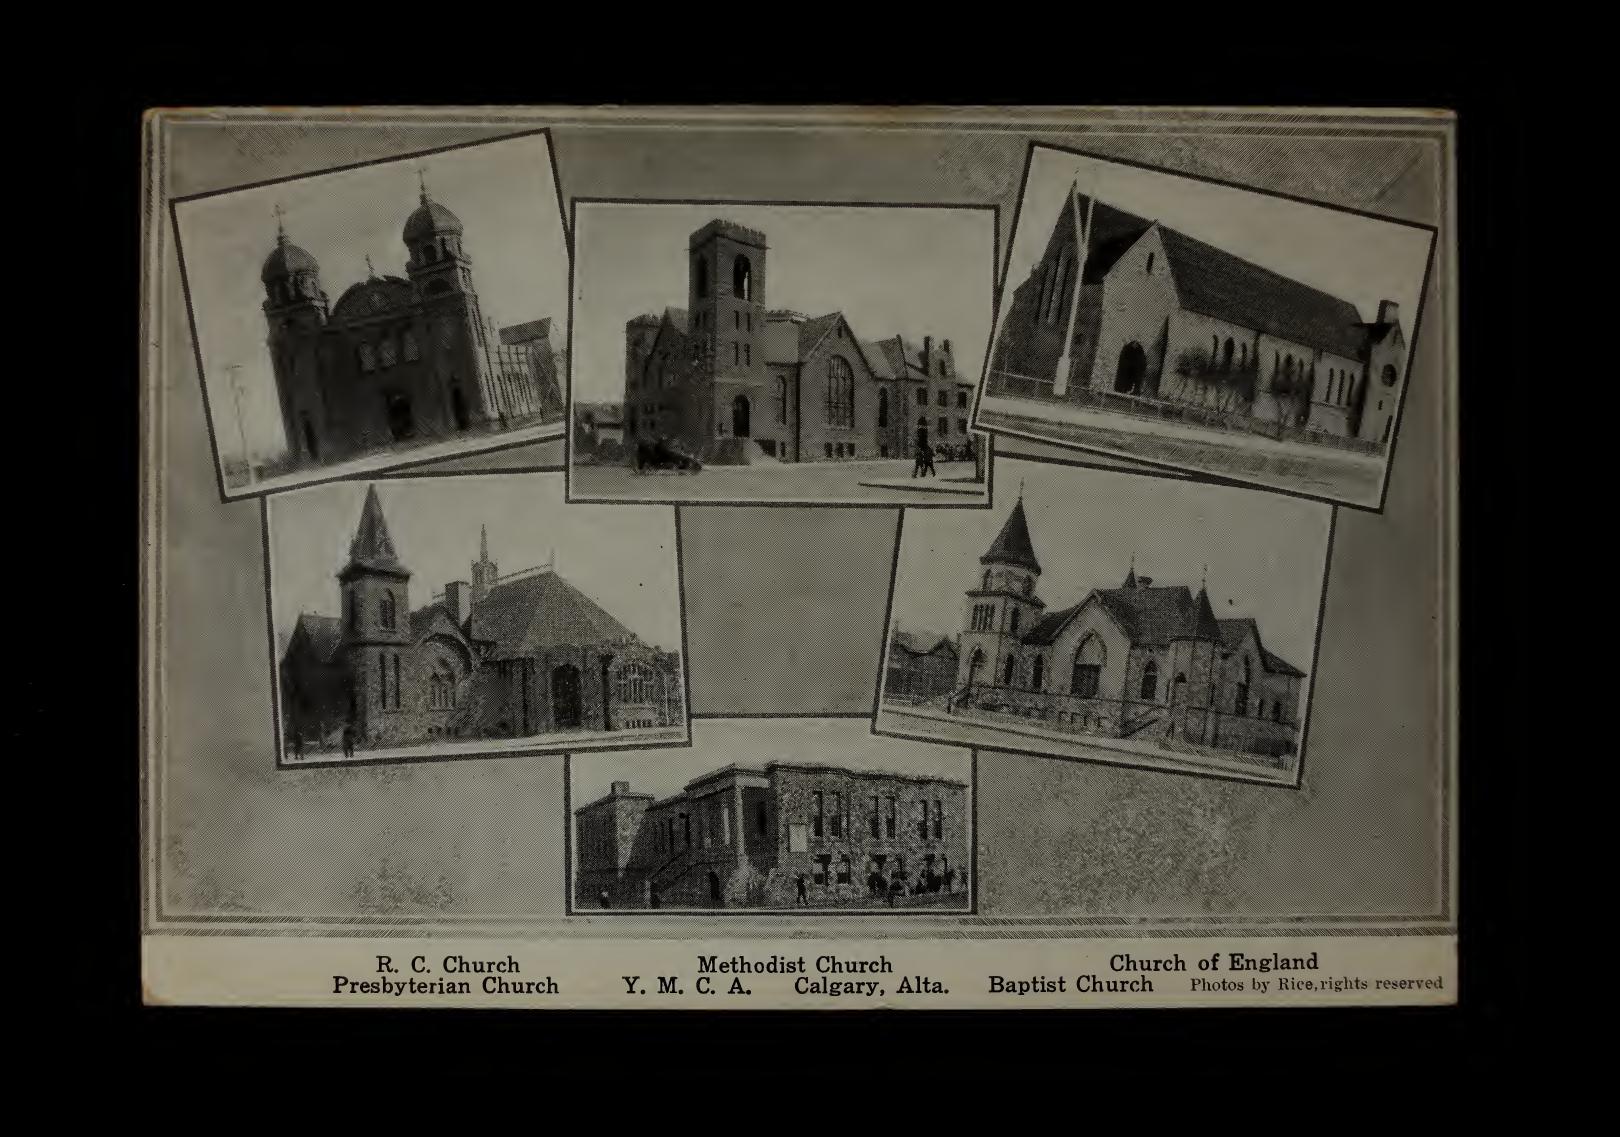 R. C. Church Methodist Church Church of England
Presbyterian Church Y. M. C. A. Calgary, Alta. Baptist Church Photos by Rice, rights reserved